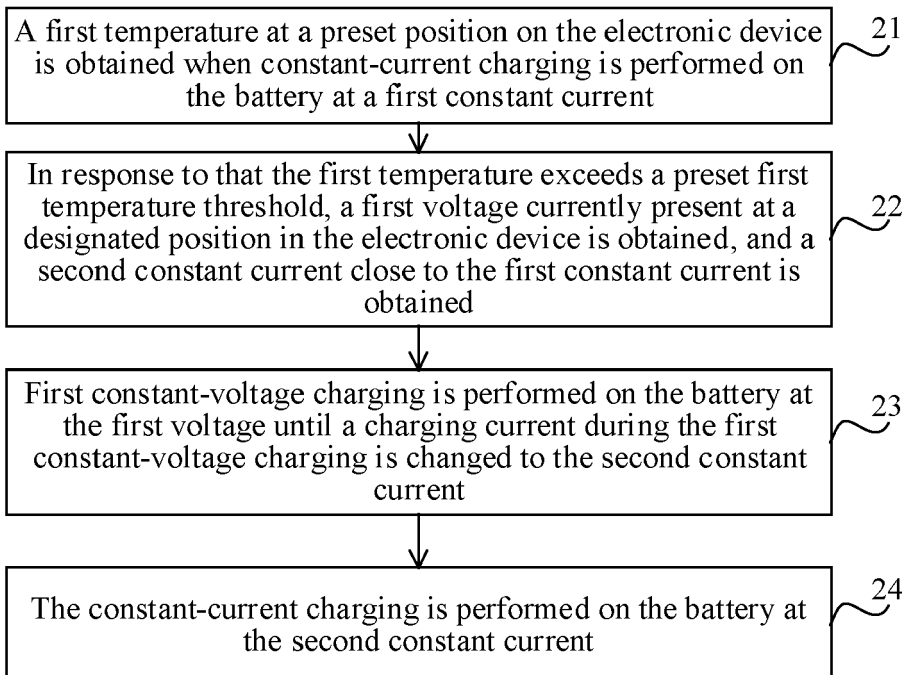 A first temperature at a preset position on the electronic device
is obtained when constant-current charging is performed on
the battery at a first constant current
21
In response to that the first temperature exceeds a preset first
temperature threshold, a first voltage currently present at a
designated position in the electronic device is obtained, and a
second constant current close to the first constant current is
obtained
22
First constant-voltage charging is performed on the battery at
the first voltage until a charging current during the first
constant-voltage charging is changed to the second constant
current
23
The constant-current charging is performed on the battery at
the second constant current
24